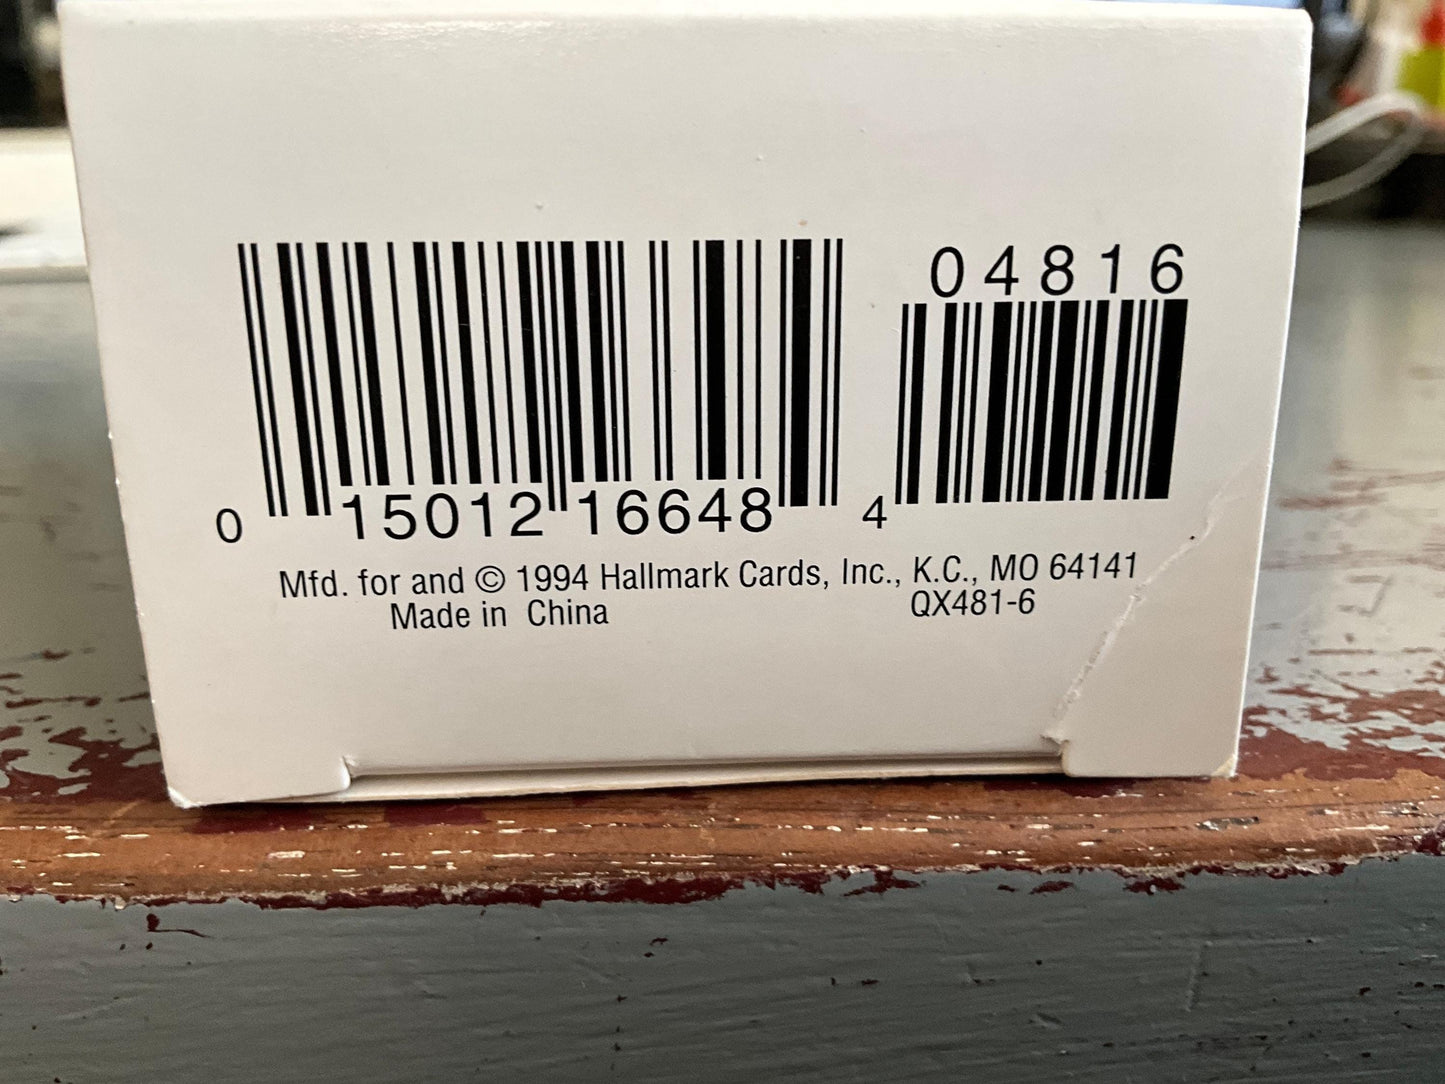 04816
0 15012 16648 4
Mfd. for and © 1994 Hallmark Cards, Inc., K.C., MO 64141
Made in China QX481-6